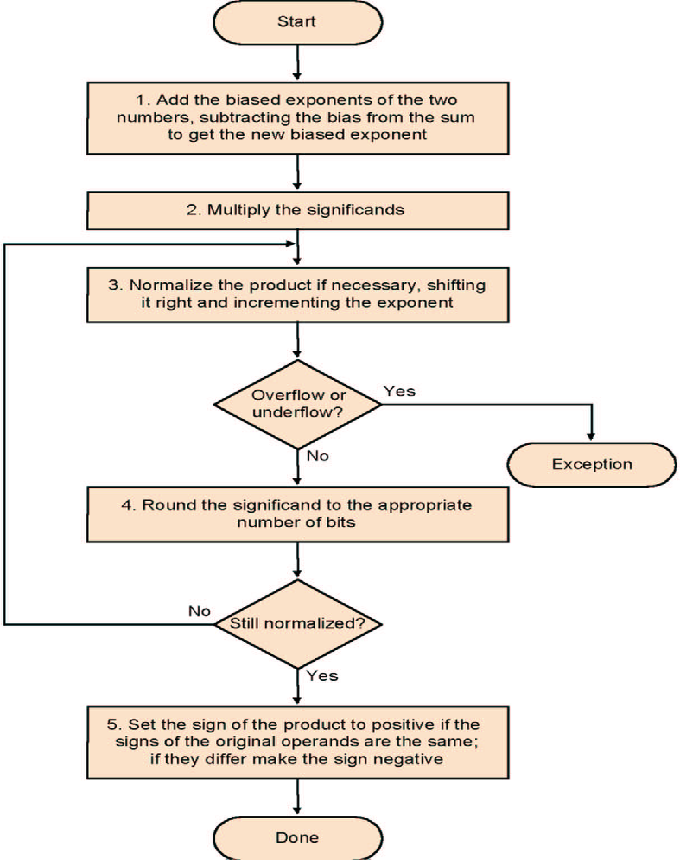 Start
1. Add the biased exponents of the two
numbers, subtracting the bias from the sum
to get the new biased exponent
2. Multiply the significands
3. Normalize the product if necessary, shifting
it right and incrementing the exponent
Overflow or
underflow?
Yes
No
Exception
4. Round the significand to the appropriate
number of bits
Still normalized?
No
Yes
5. Set the sign of the product to positive if the
signs of the original operands are the same;
if they differ make the sign negative
Done